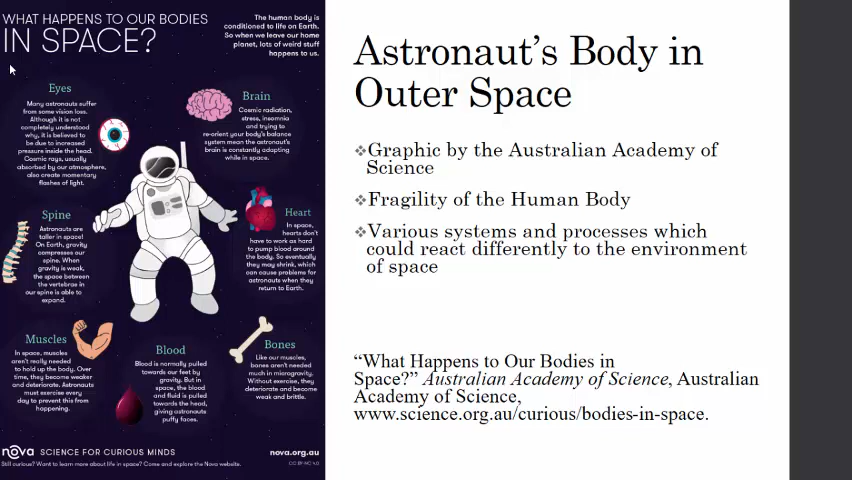 WHAT HAPPENS TO OUR BODIES
IN SPACE?
The human body is
conditioned to life on Earth.
So when we leave our home
planet, lots of weird stuff
happens to us.
Eyes
Many astronauts suffer
from some vision loss.
Although it is not
completely understood
why, it is believed to
be due to increased
pressure inside the head.
Cosmic rays, usually
absorbed by our atmosphere,
also create momentary
flashes of light.
Brain
Cosmic radiation,
stress, insomnia
and trying to
re-orient your body's balance
system mean the astronaut's
brain is constantly adapting
while in space.
Spine
Astronauts are
taller in space!
On Earth, gravity
compresses our
spine. When
gravity is weak,
the space between
the vertebrae in
our spine is able to
expand.
Heart
In space,
hearts don't
have to work as hard
to pump blood around
the body. So eventually
they may shrink, which
can cause problems for
astronauts when they
return to Earth.
Muscles
In space, muscles
aren't really needed
to hold up the body. Over
time, they become weaker
and deteriorate. Astronauts
must exercise every
day to prevent this from
happening.
Blood
Blood is normally pulled
towards our feet by
gravity. But in
space, the blood
and fluid is pulled
towards the head,
giving astronauts
puffy faces.
Bones
Like our muscles,
bones aren't needed
much in microgravity.
Without exercise, they
deteriorate and become
weak and brittle.
nova SCIENCE FOR CURIOUS MINDS
nova.org.au
Still curious? Want to learn more about life in space? Come and explore the Nova website.
CC BY-NC 4.0
Astronaut's Body in
Outer Space
❖Graphic by the Australian Academy of
Science
❖Fragility of the Human Body
❖Various systems and processes which
could react differently to the environment
of space
“What Happens to Our Bodies in
Space?” Australian Academy of Science, Australian
Academy of Science,
www.science.org.au/curious/bodies-in-space.